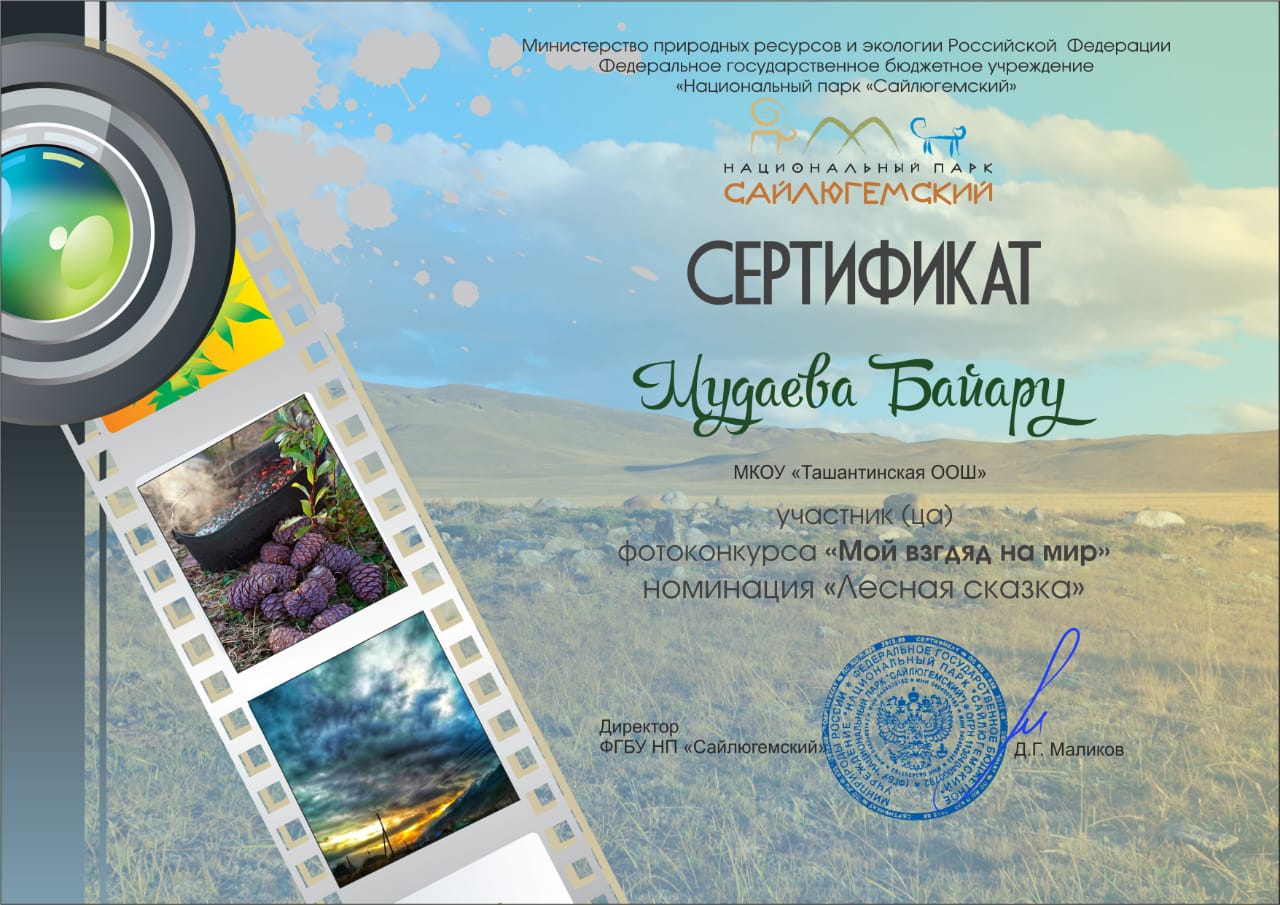 Министерство природных ресурсов и экологии Российской Федерации
Федеральное государственное бюджетное учреждение
«Национальный парк «Сайлюгемский»
НАЦИОНАЛЬНЫЙ ПАРК
САЙЛЮГЕМСКИЙ
СЕРТИФИКАТ
Мудаева Байару
МКОУ «Ташантинская ООШ»
участник (ца)
фотоконкурса «Мой взгдяд на мир»
номинация «Лесная сказка»
Директор
ФГБУ НП «Сайлюгемский»
Д.Г. Маликов